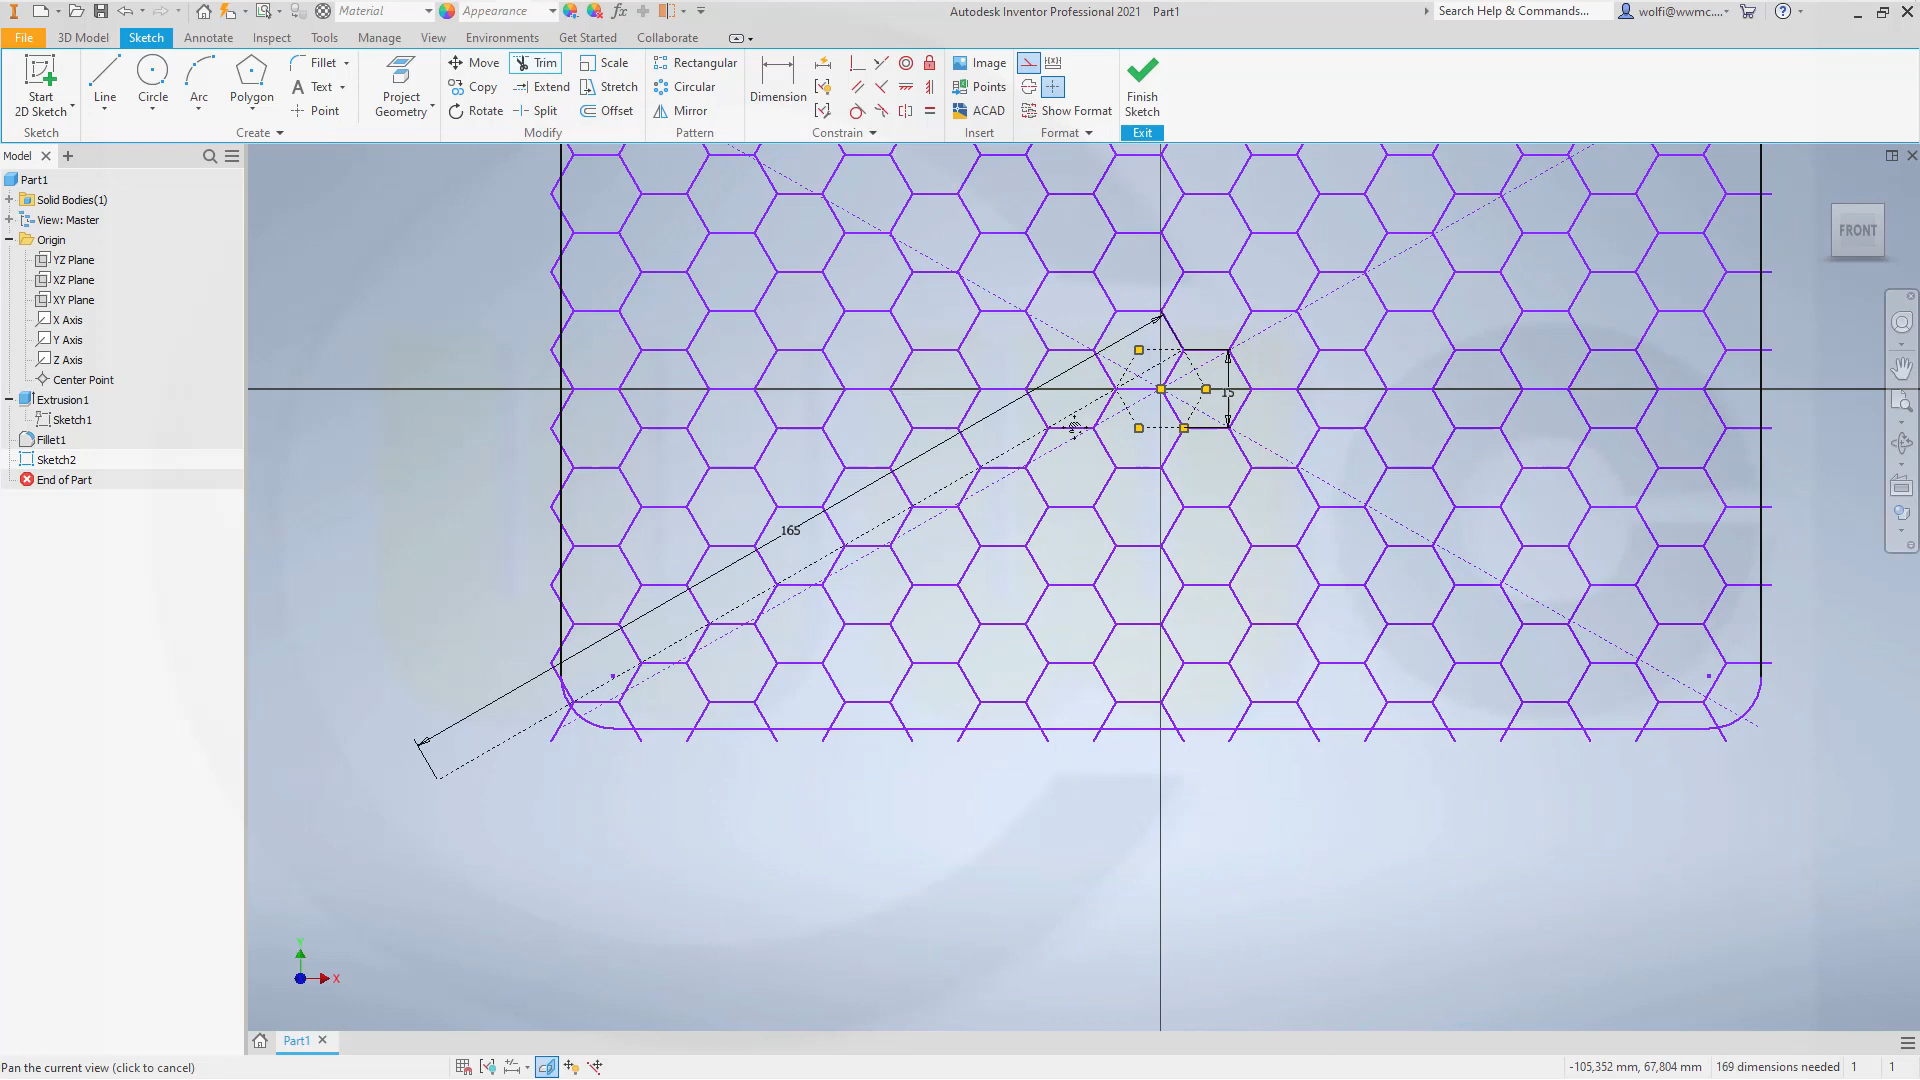 Material
Appearance
fx
Autodesk Inventor Professional 2021 Part1
Search Help & Commands...
wolfi@wwmc....
File
3D Model
Sketch
Annotate
Inspect
Tools
Manage
View
Environments
Get Started
Collaborate
Start
2D Sketch
Line
Circle
Arc
Polygon
Fillet
Text
Point
Project
Geometry
Move
Copy
Rotate
Trim
Extend
Split
Scale
Stretch
Offset
Rectangular
Circular
Mirror
Dimension
Image
Points
ACAD
Show Format
Finish
Sketch
Sketch
Create
Modify
Pattern
Constrain
Insert
Format
Exit
Model
Part1
Solid Bodies(1)
View: Master
Origin
YZ Plane
XZ Plane
XY Plane
X Axis
Y Axis
Z Axis
Center Point
Extrusion1
Sketch1
Fillet1
Sketch2
End of Part
FRONT
15
165
Y
X
Part1
Pan the current view (click to cancel)
-105,352 mm, 67,804 mm
169 dimensions needed
1
1